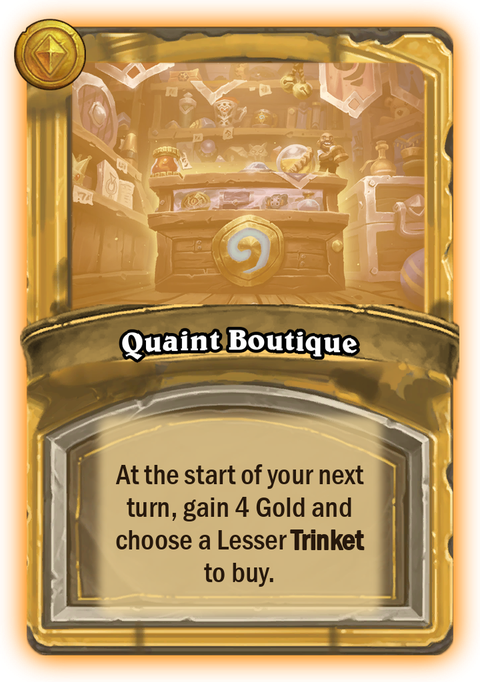 Quaint Boutique
At the start of your next
turn, gain 4 Gold and
choose a Lesser Trinket
to buy.